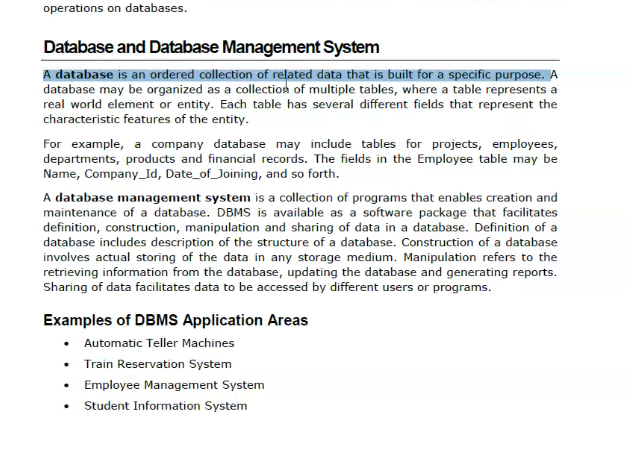 operations on databases.
Database and Database Management System
A database is an ordered collection of related data that is built for a specific purpose. A
database may be organized as a collection of multiple tables, where a table represents a
real world element or entity. Each table has several different fields that represent the
characteristic features of the entity.
For example, a company database may include tables for projects, employees,
departments, products and financial records. The fields in the Employee table may be
Name, Company_Id, Date_of_Joining, and so forth.
A database management system is a collection of programs that enables creation and
maintenance of a database. DBMS is available as a software package that facilitates
definition, construction, manipulation and sharing of data in a database. Definition of a
database includes description of the structure of a database. Construction of a database
involves actual storing of the data in any storage medium. Manipulation refers to the
retrieving information from the database, updating the database and generating reports.
Sharing of data facilitates data to be accessed by different users or programs.
Examples of DBMS Application Areas
• Automatic Teller Machines
• Train Reservation System
• Employee Management System
• Student Information System